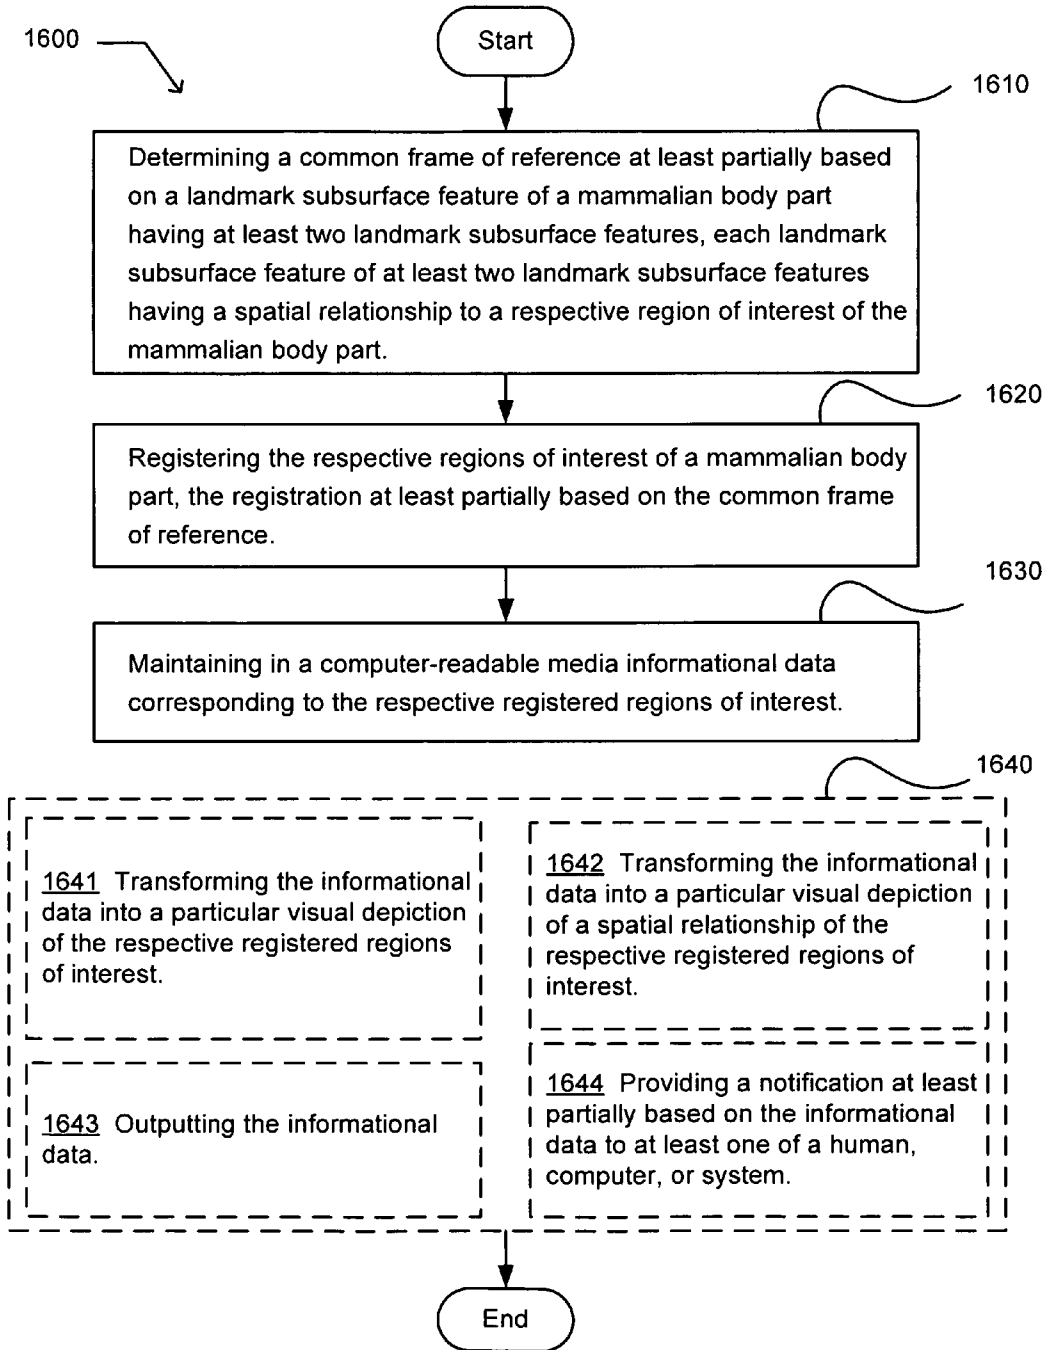 1600
Start
1610
Determining a common frame of reference at least partially based
on a landmark subsurface feature of a mammalian body part
having at least two landmark subsurface features, each landmark
subsurface feature of at least two landmark subsurface features
having a spatial relationship to a respective region of interest of the
mammalian body part.
1620
Registering the respective regions of interest of a mammalian body
part, the registration at least partially based on the common frame
of reference.
1630
Maintaining in a computer-readable media informational data
corresponding to the respective registered regions of interest.
1640
1641 Transforming the informational
data into a particular visual depiction
of the respective registered regions
of interest.
1642 Transforming the informational
data into a particular visual depiction
of a spatial relationship of the
respective registered regions of
interest.
1643 Outputting the informational
data.
1644 Providing a notification at least
partially based on the informational
data to at least one of a human,
computer, or system.
End